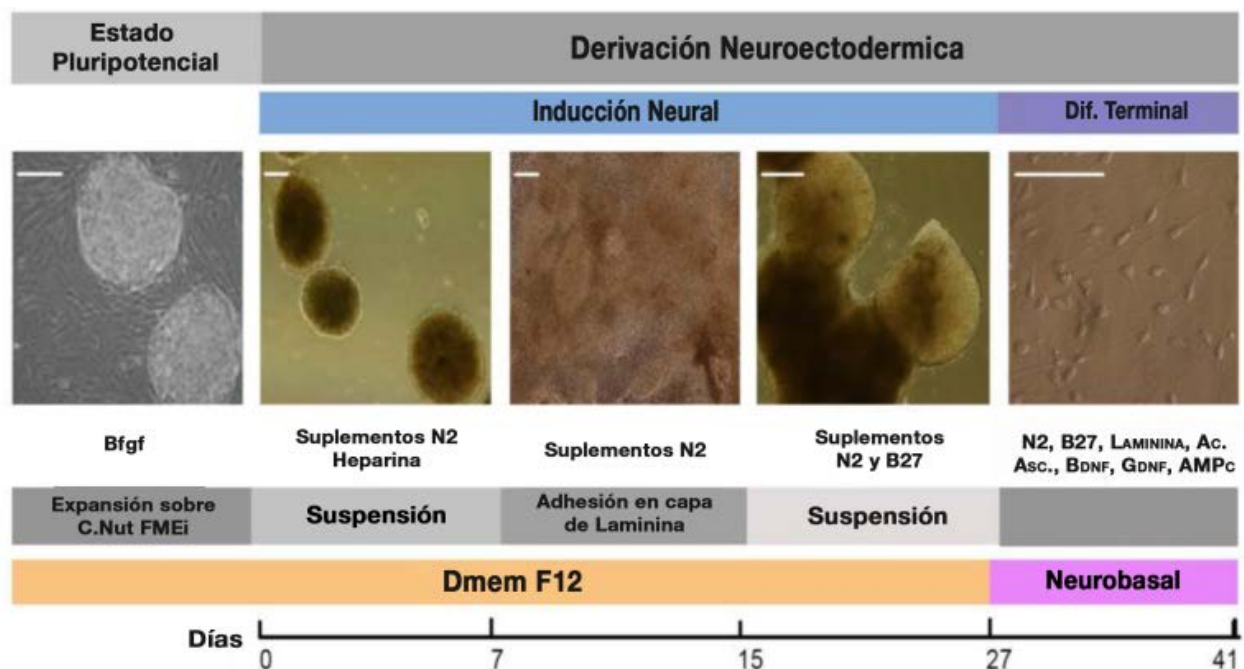 Estado
Pluripotencial
Derivación Neuroectodermica
Inducción Neural
Dif. Terminal
Bfgf
Suplementos N2
Heparina
Suplementos N2
Suplementos
N2 y B27
N2, B27, LAMININA, AC.
ASC., BDNF, GDNF, AMPC
Expansión sobre
C.Nut FMEi
Suspensión
Adhesión en capa
de Laminina
Suspensión
Dmem F12
Neurobasal
Días
0 7 15 27 41